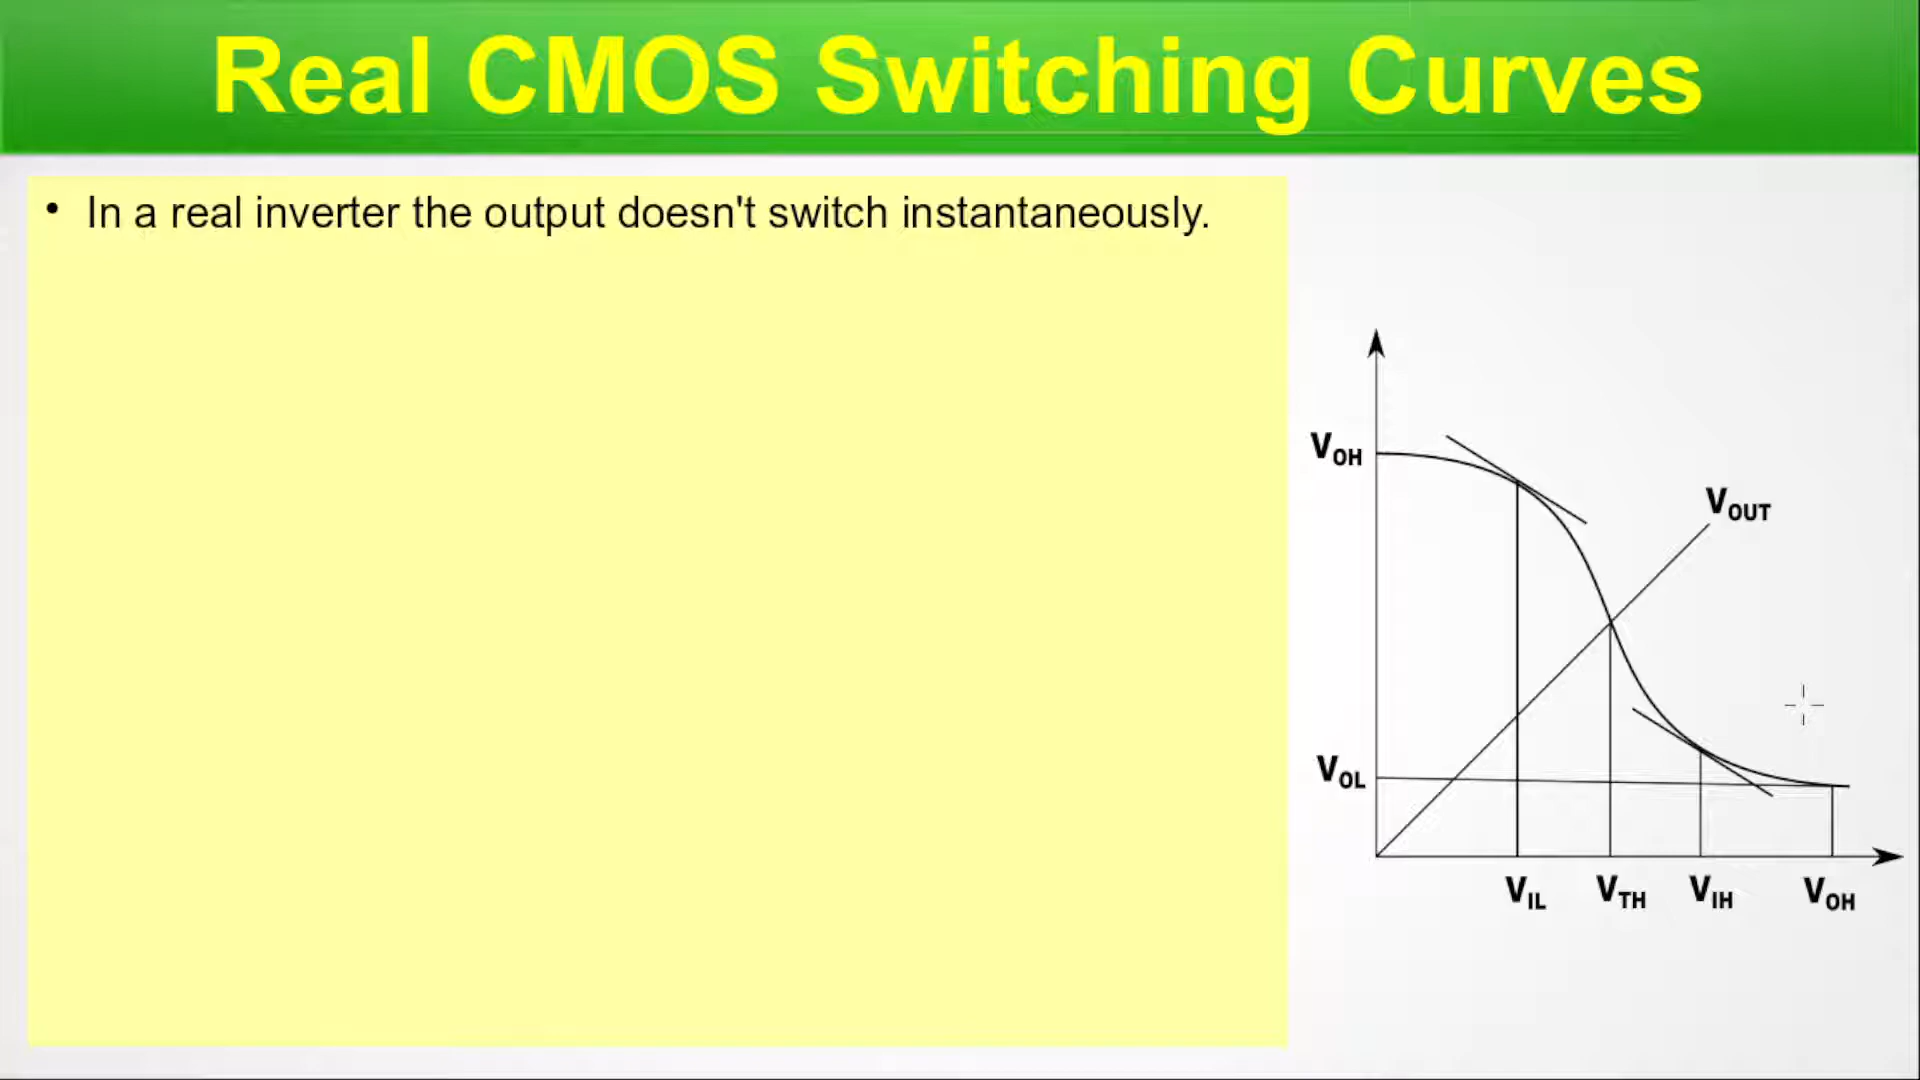 Real CMOS Switching Curves
• In a real inverter the output doesn't switch instantaneously.
VOH
VOUT
VOL
VIL VTH VIH VOH